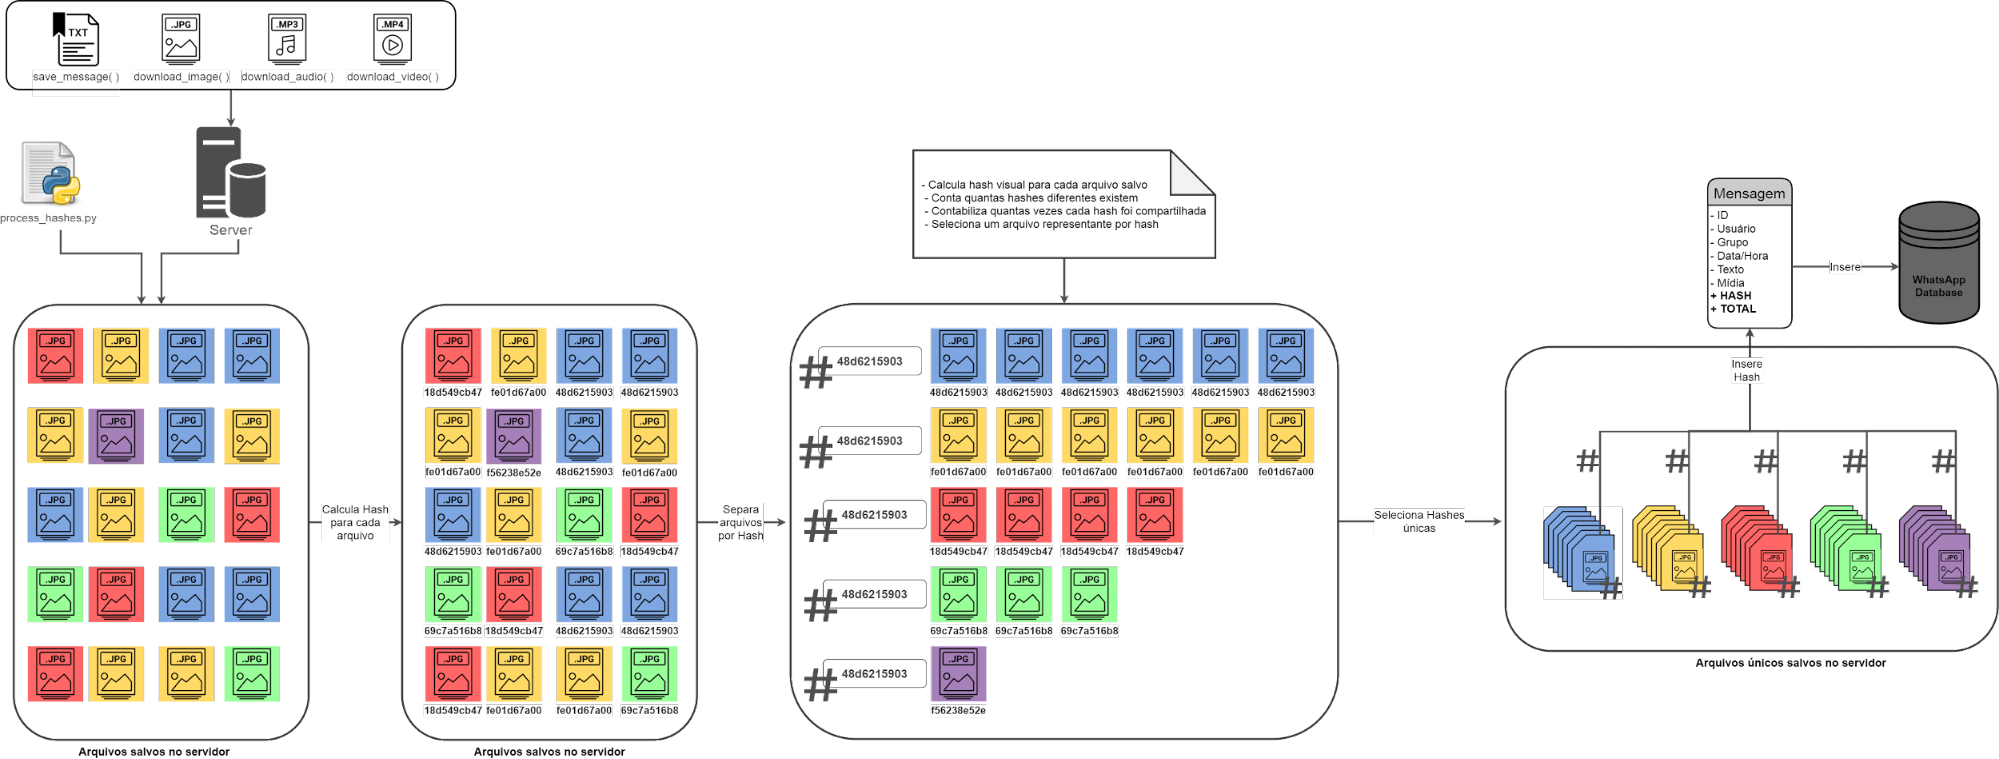 TXT
.JPG
.MP3
.MP4
save_message( )
download_image( )
download_audio( )
download_video( )
process_hashes.py
Server
.JPG .JPG .JPG .JPG
.JPG .JPG .JPG .JPG
.JPG .JPG .JPG .JPG
.JPG .JPG .JPG .JPG
.JPG .JPG .JPG .JPG
Arquivos salvos no servidor
Calcula Hash
para cada
arquivo
.JPG .JPG .JPG .JPG
18d549cb47 fe01d67a00 48d6215903 48d6215903
.JPG .JPG .JPG .JPG
fe01d67a00 f56238e52e 48d6215903 fe01d67a00
.JPG .JPG .JPG .JPG
48d6215903 fe01d67a00 69c7a516b8 18d549cb47
.JPG .JPG .JPG .JPG
69c7a516b8 18d549cb47 48d6215903 48d6215903
.JPG .JPG .JPG .JPG
18d549cb47 fe01d67a00 fe01d67a00 69c7a516b8
Arquivos salvos no servidor
Separa
arquivos
por Hash
- Calcula hash visual para cada arquivo salvo
- Conta quantas hashes diferentes existem
- Contabiliza quantas vezes cada hash foi compartilhada
- Seleciona um arquivo representante por hash
# 48d6215903 .JPG .JPG .JPG .JPG .JPG .JPG
48d6215903 48d6215903 48d6215903 48d6215903 48d6215903 48d6215903
# 48d6215903 .JPG .JPG .JPG .JPG .JPG .JPG
fe01d67a00 fe01d67a00 fe01d67a00 fe01d67a00 fe01d67a00 fe01d67a00
# 48d6215903 .JPG .JPG .JPG .JPG
18d549cb47 18d549cb47 18d549cb47 18d549cb47
# 48d6215903 .JPG .JPG .JPG
69c7a516b8 69c7a516b8 69c7a516b8
# 48d6215903 .JPG
f56238e52e
Seleciona Hashes
únicas
Mensagem
- ID
- Usuário
- Grupo
- Data/Hora
- Texto
- Mídia
+ HASH
+ TOTAL
Insere
WhatsApp
Database
Insere
Hash
# # # # #
.JPG .JPG .JPG .JPG .JPG
# # # # #
Arquivos únicos salvos no servidor